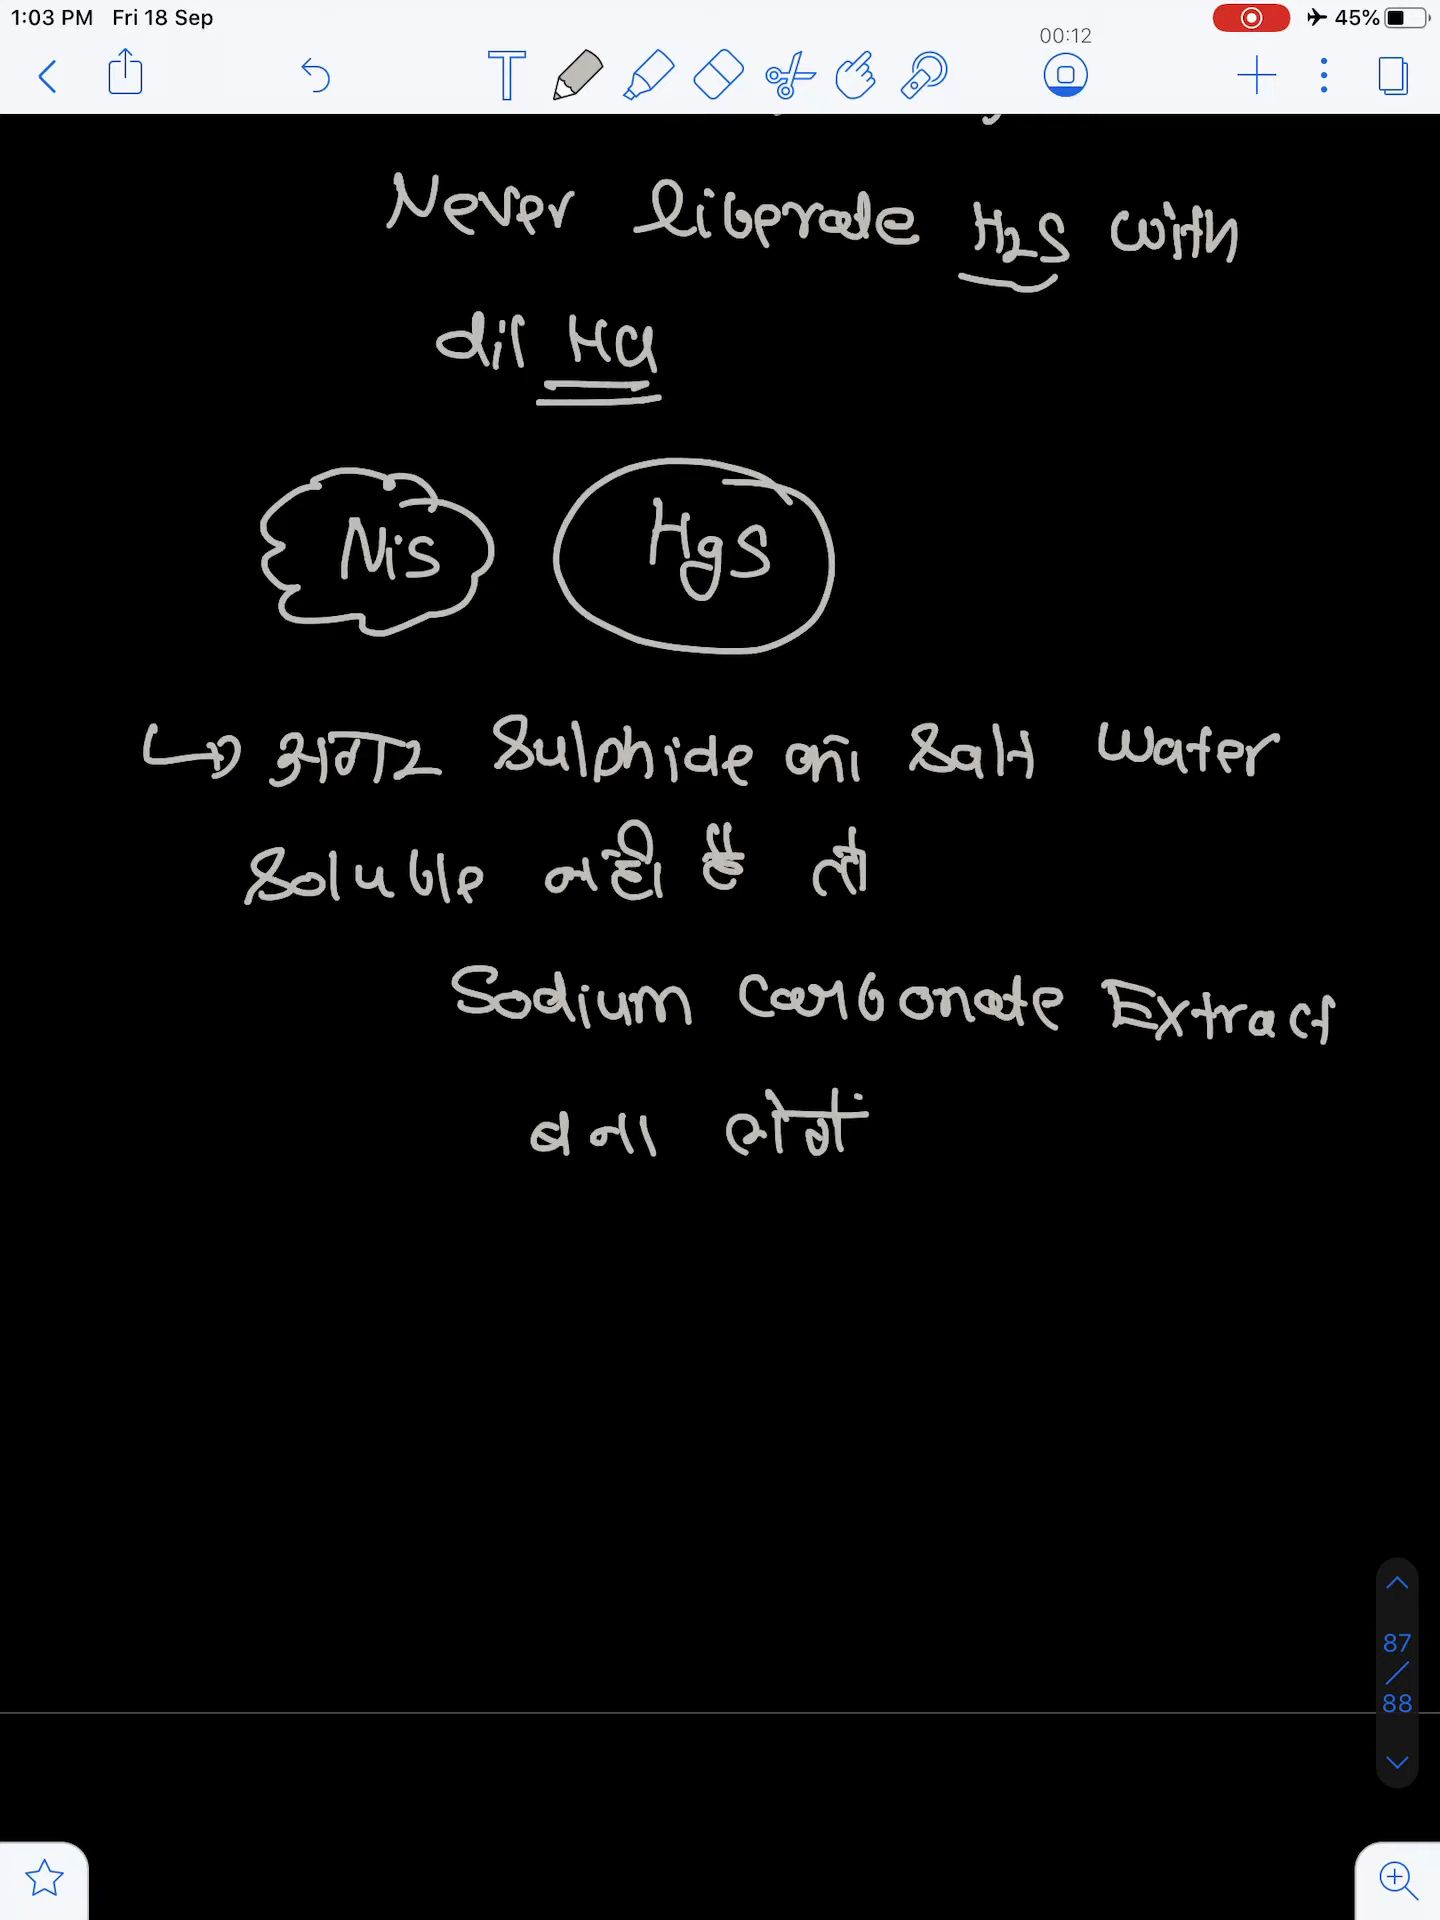 1:03 PM Fri 18 Sep 45%
00:12
T
Never liberate H2S with
dil HCl
NiS HgS
↳ अगर Sulphide का Salt Water
Soluble नही है तो
Sodium Carbonate Extract
बना लेगें
87
/
88